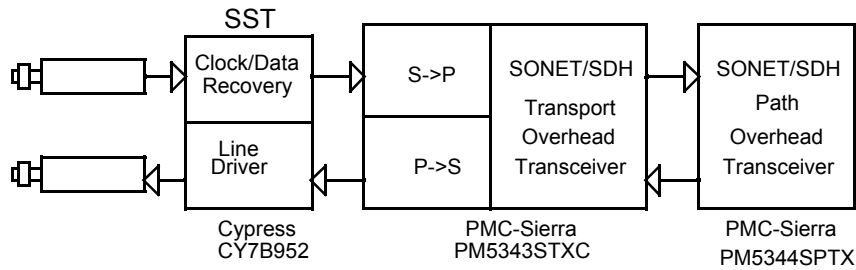 SST
Clock/Data
Recovery
Line
Driver
Cypress
CY7B952
S->P
P->S
SONET/SDH
Transport
Overhead
Transceiver
PMC-Sierra
PM5343STXC
SONET/SDH
Path
Overhead
Transceiver
PMC-Sierra
PM5344SPTX